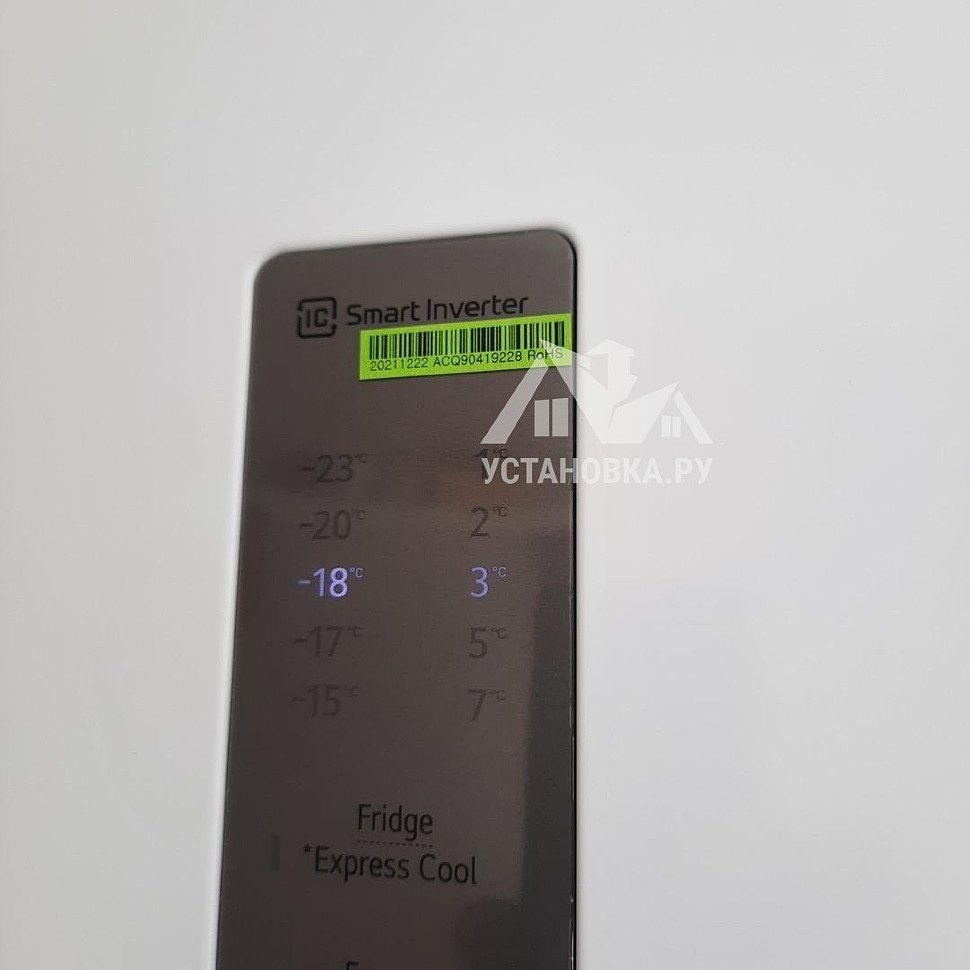 IC Smart Inverter
20211222 ACQ90419228 RoHS
УСТАНОВКА.РУ
-23°C 1°C
-20°C 2°C
-18°C 3°C
-17°C 5°C
-15°C 7°C
Fridge
*Express Cool